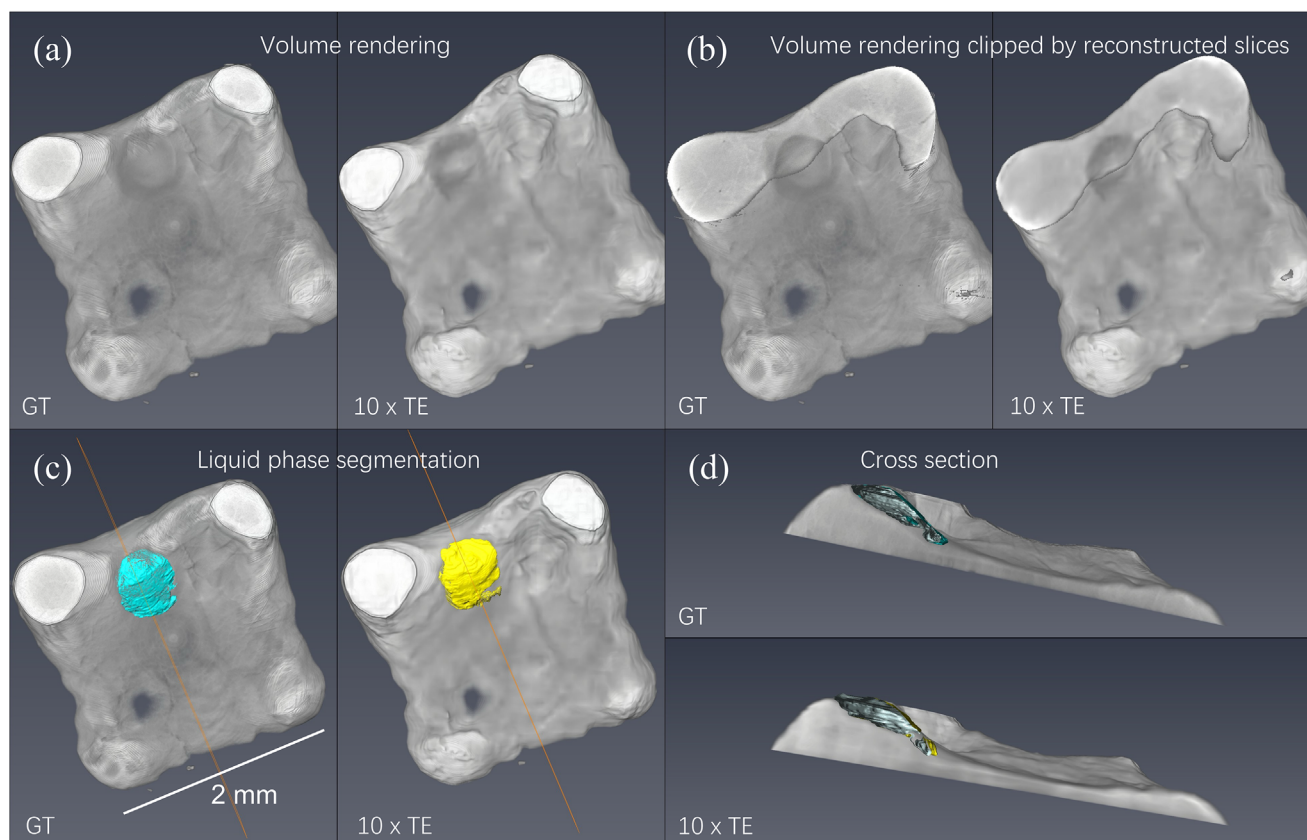 (a)
Volume rendering
GT
10 x TE
(b)
Volume rendering clipped by reconstructed slices
GT
10 x TE
(c)
Liquid phase segmentation
2 mm
GT
10 x TE
(d)
Cross section
GT
10 x TE